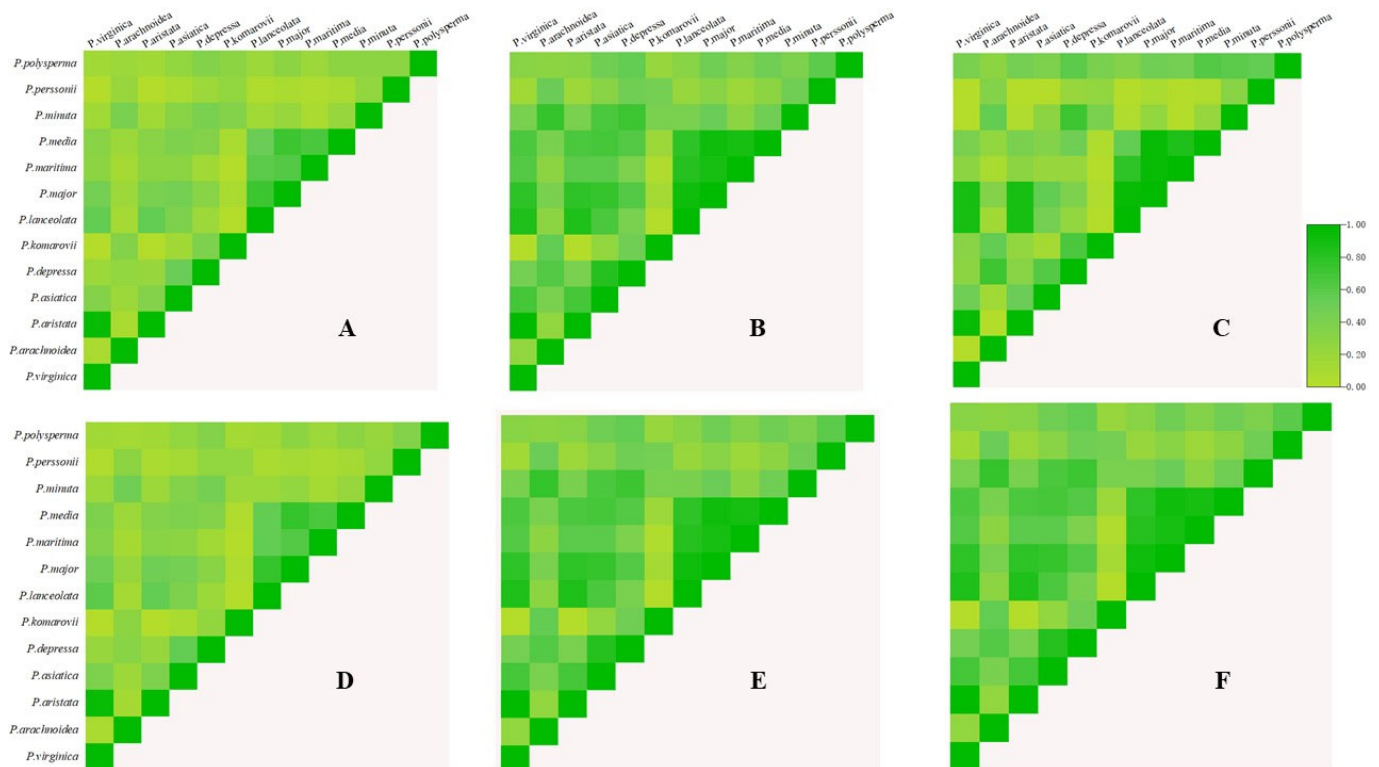 P.virginica P.arachnoidea P.aristata P.asiatica P.depressa P.komarovii P.lanceolata P.major P.maritima P.media P.minuta P.perssonii P.polysperma
P.virginica P.arachnoidea P.aristata P.asiatica P.depressa P.komarovii P.lanceolata P.major P.maritima P.media P.minuta P.perssonii P.polysperma
P.virginica P.arachnoidea P.aristata P.asiatica P.depressa P.komarovii P.lanceolata P.major P.maritima P.media P.minuta P.perssonii P.polysperma
P.polysperma
P.perssonii
P.minuta
P.media
P.maritima
P.major
P.lanceolata
P.komarovii
P.depressa
P.asiatica
P.aristata
P.arachnoidea
P.virginica
A
B
C
1.00
0.80
0.60
0.40
0.20
0.00
P.polysperma
P.perssonii
P.minuta
P.media
P.maritima
P.major
P.lanceolata
P.komarovii
P.depressa
P.asiatica
P.aristata
P.arachnoidea
P.virginica
D
E
F